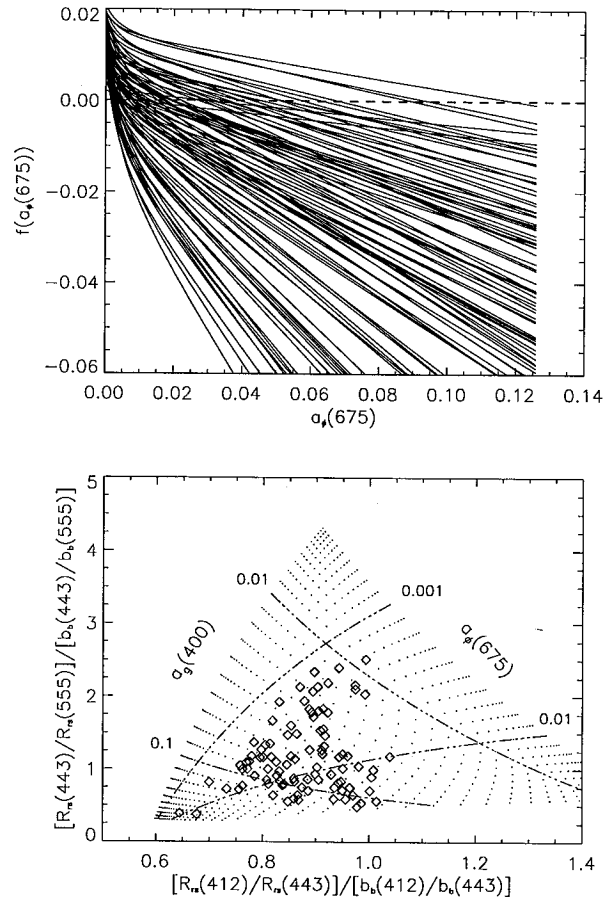 0.02
0.00
-0.02
-0.04
-0.06
f(aφ(675))
0.00 0.02 0.04 0.06 0.08 0.10 0.12 0.14
aφ(675)
5
4
3
2
1
0
[Rrs(443)/Rrs(555)]/[bb(443)/bb(555)]
0.01
0.001
ag(400)
aφ(675)
0.1
0.01
0.6 0.8 1.0 1.2 1.4
[Rrs(412)/Rrs(443)]/[bb(412)/bb(443)]